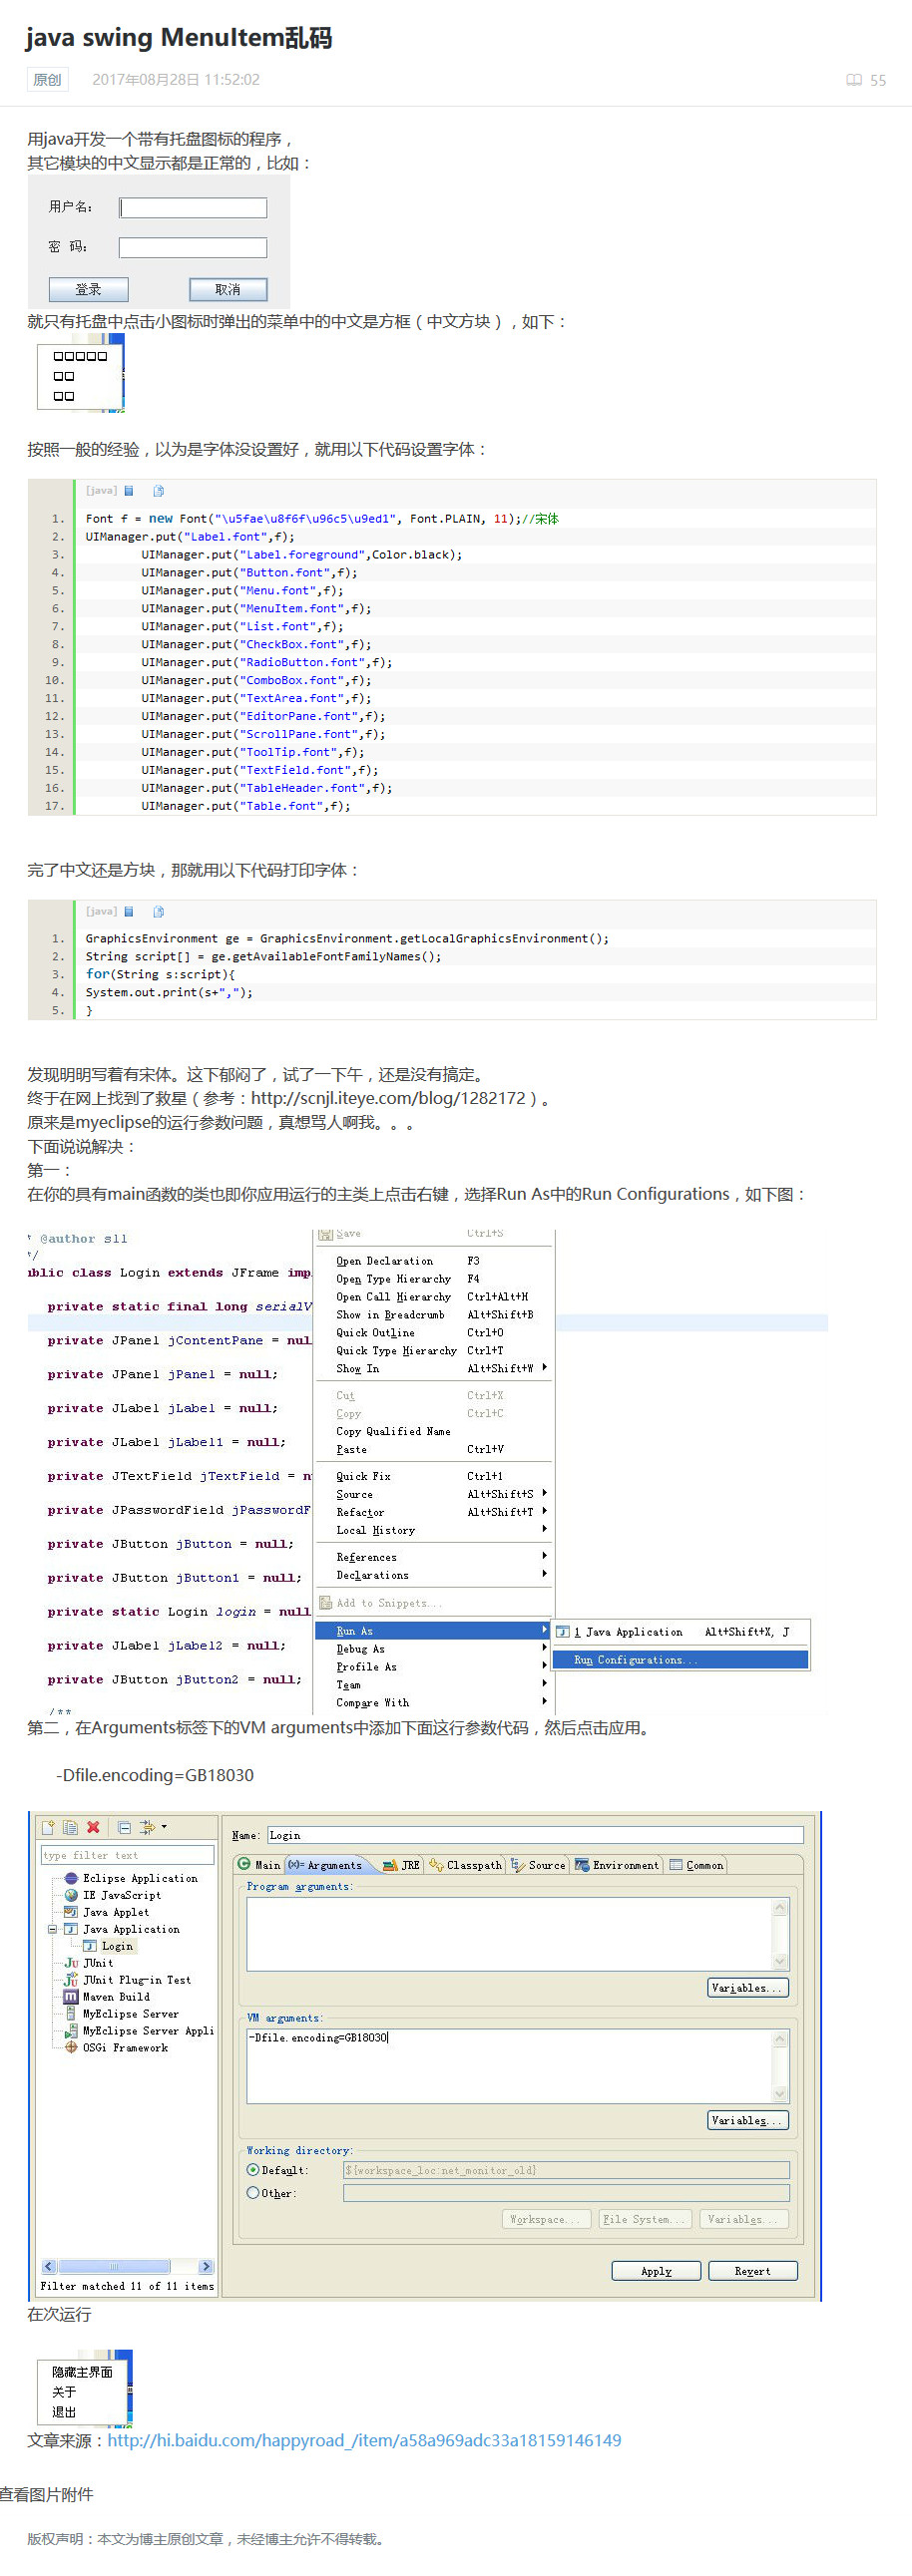 java swing MenuItem乱码
原创 2017年08月28日 11:52:02 55
用java开发一个带有托盘图标的程序，
其它模块的中文显示都是正常的，比如：
用户名：
密 码：
登录 取消
就只有托盘中点击小图标时弹出的菜单中的中文是方框（中文方块），如下：
□□□□□
□□
□□
按照一般的经验，以为是字体没设置好，就用以下代码设置字体：
[java]
1. Font f = new Font("\u5fae\u8f6f\u96c5\u9ed1", Font.PLAIN, 11);//宋体
2. UIManager.put("Label.font",f);
3. UIManager.put("Label.foreground",Color.black);
4. UIManager.put("Button.font",f);
5. UIManager.put("Menu.font",f);
6. UIManager.put("MenuItem.font",f);
7. UIManager.put("List.font",f);
8. UIManager.put("CheckBox.font",f);
9. UIManager.put("RadioButton.font",f);
10. UIManager.put("ComboBox.font",f);
11. UIManager.put("TextArea.font",f);
12. UIManager.put("EditorPane.font",f);
13. UIManager.put("ScrollPane.font",f);
14. UIManager.put("ToolTip.font",f);
15. UIManager.put("TextField.font",f);
16. UIManager.put("TableHeader.font",f);
17. UIManager.put("Table.font",f);
完了中文还是方块，那就用以下代码打印字体：
[java]
1. GraphicsEnvironment ge = GraphicsEnvironment.getLocalGraphicsEnvironment();
2. String script[] = ge.getAvailableFontFamilyNames();
3. for(String s:script){
4. System.out.print(s+",");
5. }
发现明明写着有宋体。这下郁闷了，试了一下午，还是没有搞定。
终于在网上找到了救星（参考：http://scnjl.iteye.com/blog/1282172）。
原来是myeclipse的运行参数问题，真想骂人啊我。。。
下面说说解决：
第一：
在你的具有main函数的类也即你应用运行的主类上点击右键，选择Run As中的Run Configurations，如下图：
* @author sll
*/
ublic class Login extends JFrame imp
private static final long serialV
private JPanel jContentPane = nul
private JPanel jPanel = null;
private JLabel jLabel = null;
private JLabel jLabel1 = null;
private JTextField jTextField = n
private JPasswordField jPasswordF
private JButton jButton = null;
private JButton jButton1 = null;
private static Login login = null
private JLabel jLabel2 = null;
private JButton jButton2 = null;
/**
Save Ctrl+S
Open Declaration F3
Open Type Hierarchy F4
Open Call Hierarchy Ctrl+Alt+H
Show in Breadcrumb Alt+Shift+B
Quick Outline Ctrl+O
Quick Type Hierarchy Ctrl+T
Show In Alt+Shift+W
Cut Ctrl+X
Copy Ctrl+C
Copy Qualified Name
Paste Ctrl+V
Quick Fix Ctrl+1
Source Alt+Shift+S
Refactor Alt+Shift+T
Local History
References
Declarations
Add to Snippets...
Run As
Debug As
Profile As
Team
Compare With
1 Java Application Alt+Shift+X, J
Run Configurations...
第二，在Arguments标签下的VM arguments中添加下面这行参数代码，然后点击应用。
-Dfile.encoding=GB18030
type filter text
Eclipse Application
IE JavaScript
Java Applet
Java Application
Login
JUnit
JUnit Plug-in Test
Maven Build
MyEclipse Server
MyEclipse Server Appli
OSGi Framework
Filter matched 11 of 11 items
Name: Login
Main (x)= Arguments JRE Classpath Source Environment Common
Program arguments:
Variables...
VM arguments:
-Dfile.encoding=GB18030
Variables...
Working directory:
Default: ${workspace_loc:net_monitor_old}
Other:
Workspace... File System... Variables...
Apply Revert
在次运行
隐藏主界面
关于
退出
文章来源：http://hi.baidu.com/happyroad_/item/a58a969adc33a18159146149
查看图片附件
版权声明：本文为博主原创文章，未经博主允许不得转载。